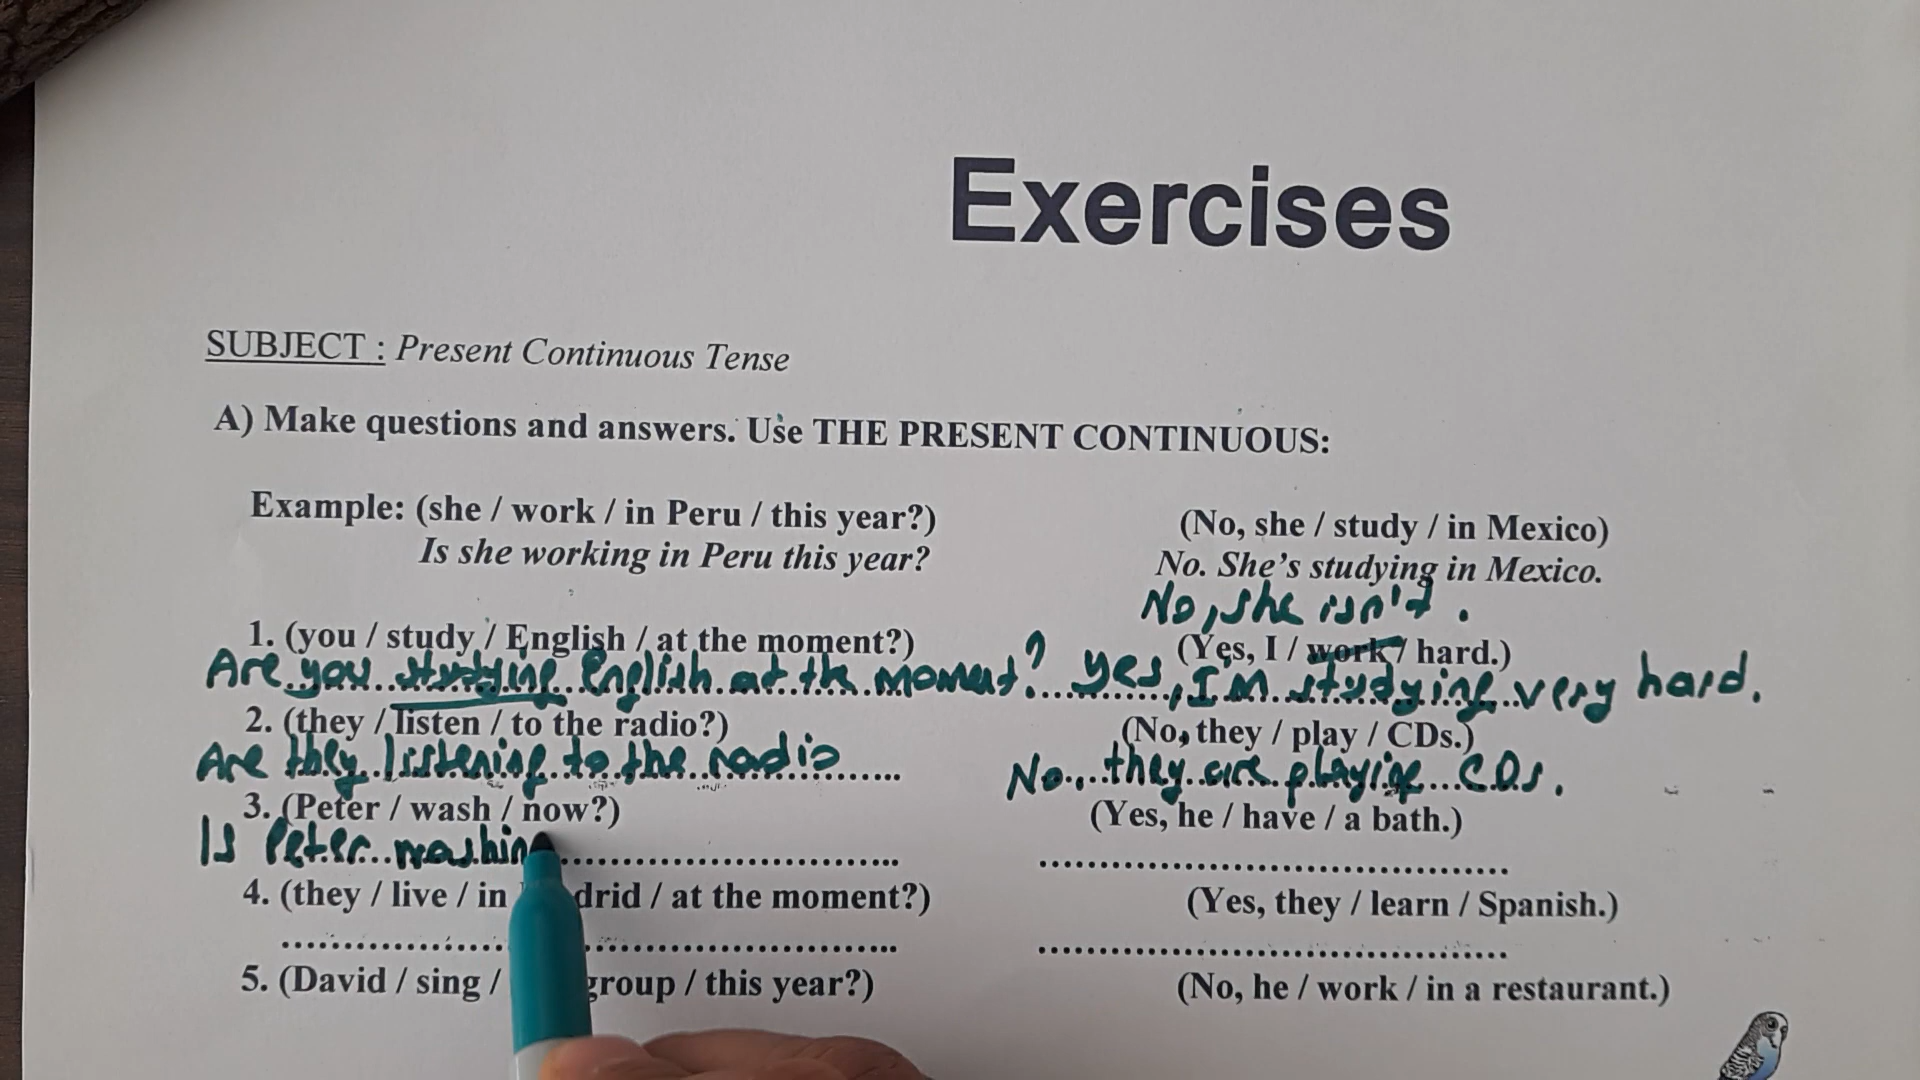 Exercises
SUBJECT : Present Continuous Tense
A) Make questions and answers. Use THE PRESENT CONTINUOUS:
Example: (she / work / in Peru / this year?) (No, she / study / in Mexico)
Is she working in Peru this year? No. She's studying in Mexico.
No, she isn't.
1. (you / study / English / at the moment?) (Yes, I / work / hard.)
Are you studying English at the moment? yes, I'm studying very hard.
2. (they / listen / to the radio?) (No, they / play / CDs.)
Are they listening to the radio No, they are playing CDs.
3. (Peter / wash / now?) (Yes, he / have / a bath.)
Is Peter washin
4. (they / live / in drid / at the moment?) (Yes, they / learn / Spanish.)
5. (David / sing / group / this year?) (No, he / work / in a restaurant.)